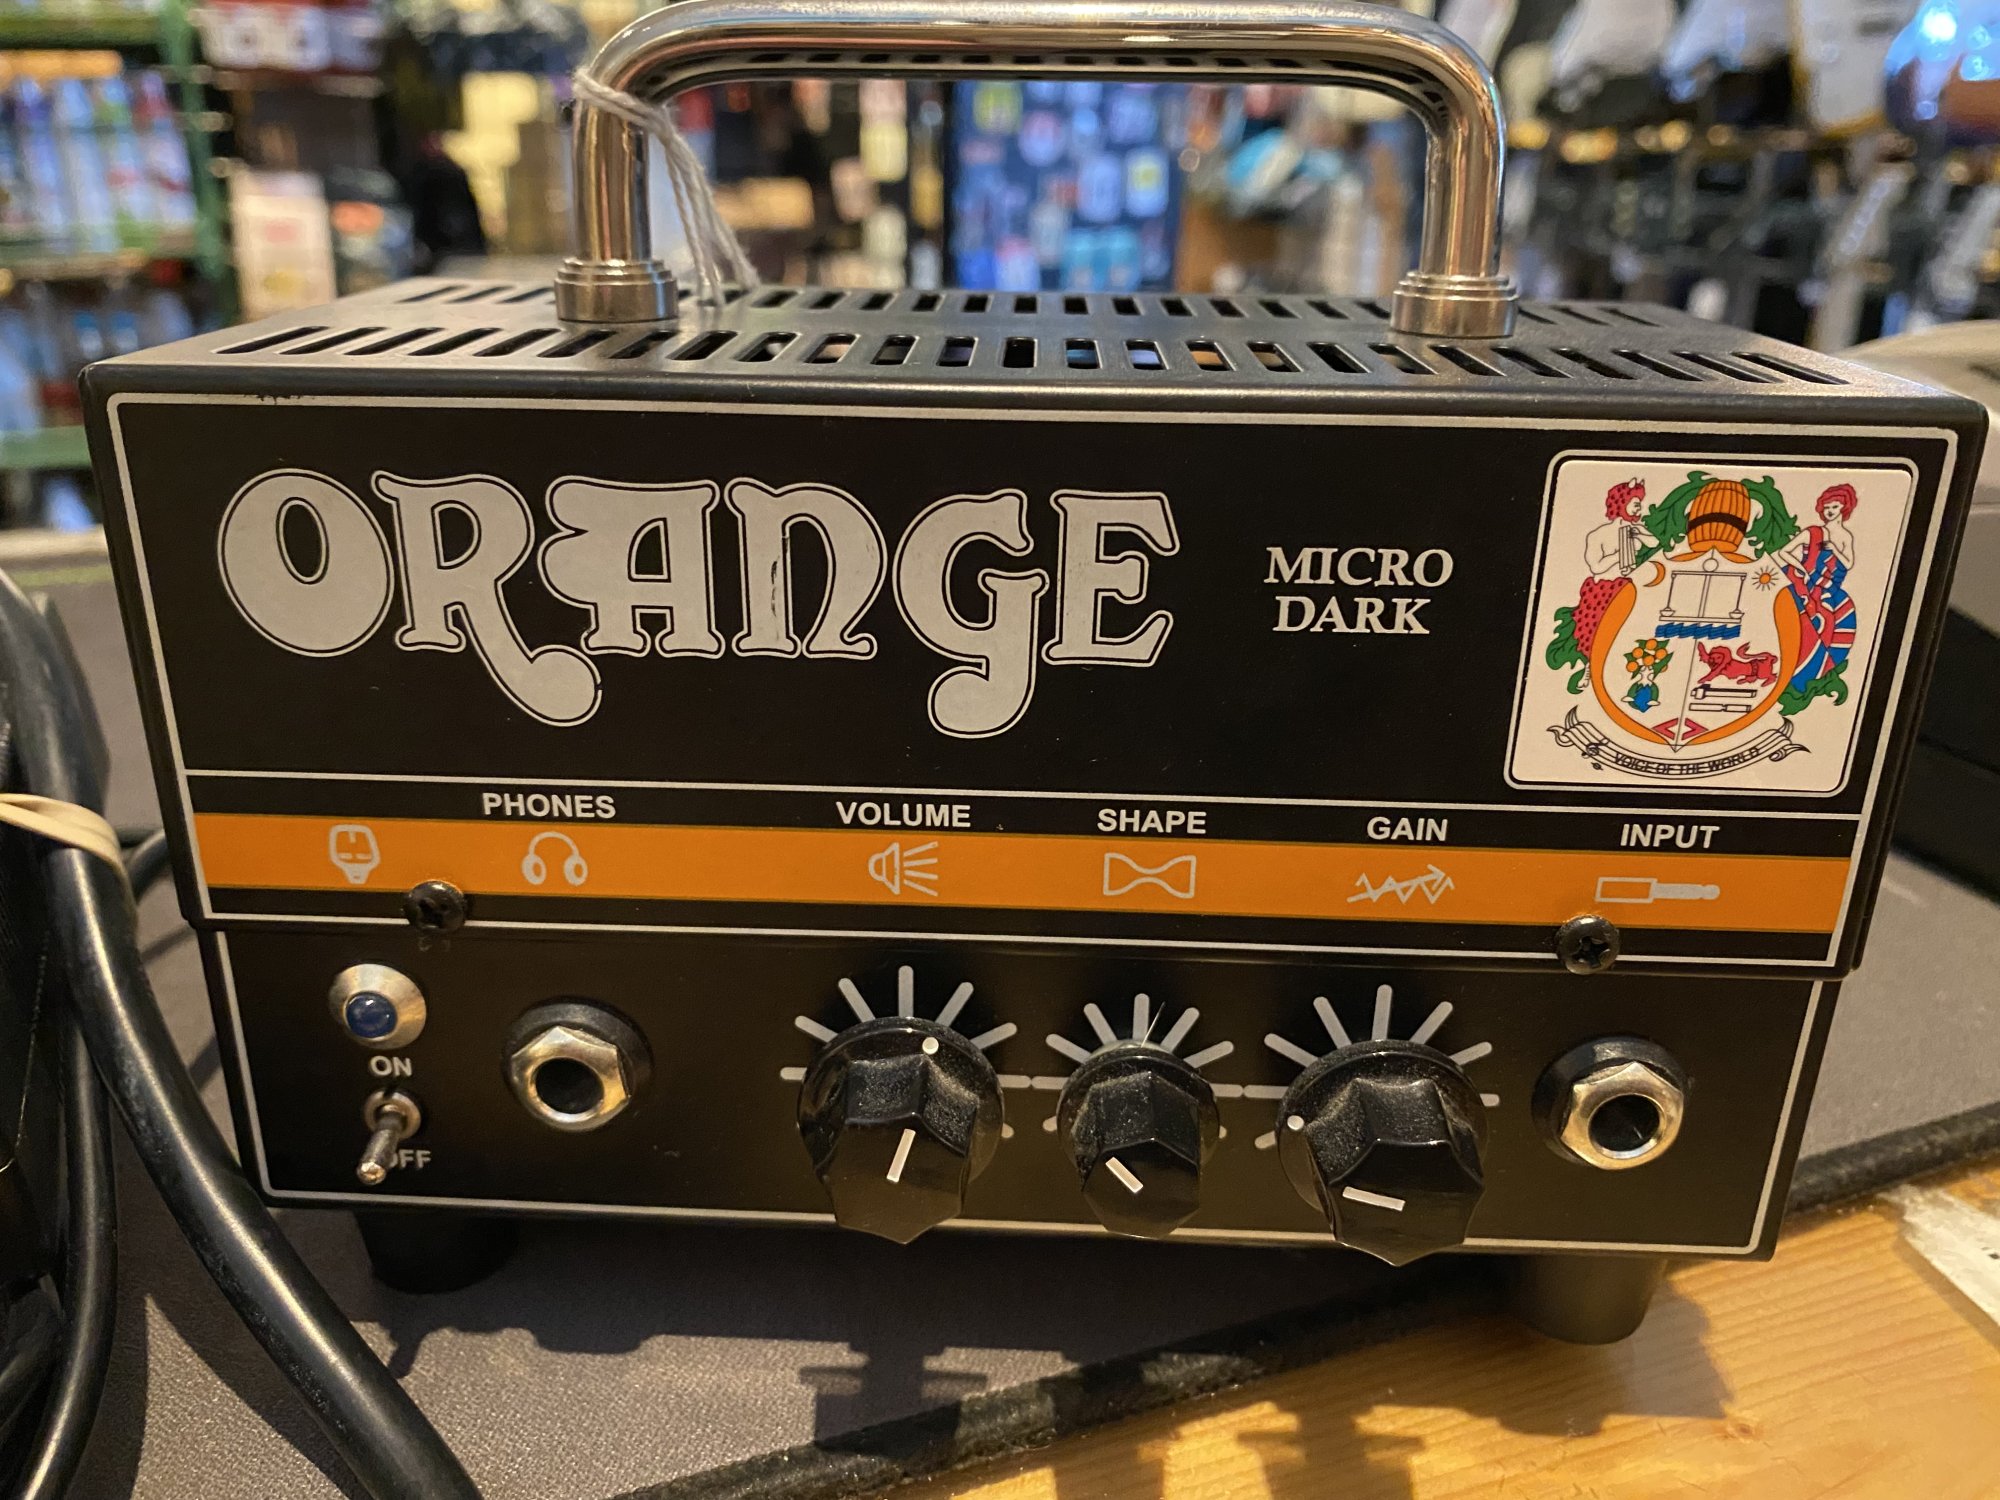 ORANGE
MICRO
DARK
VOICE OF THE WORLD
PHONES
VOLUME
SHAPE
GAIN
INPUT
ON
OFF